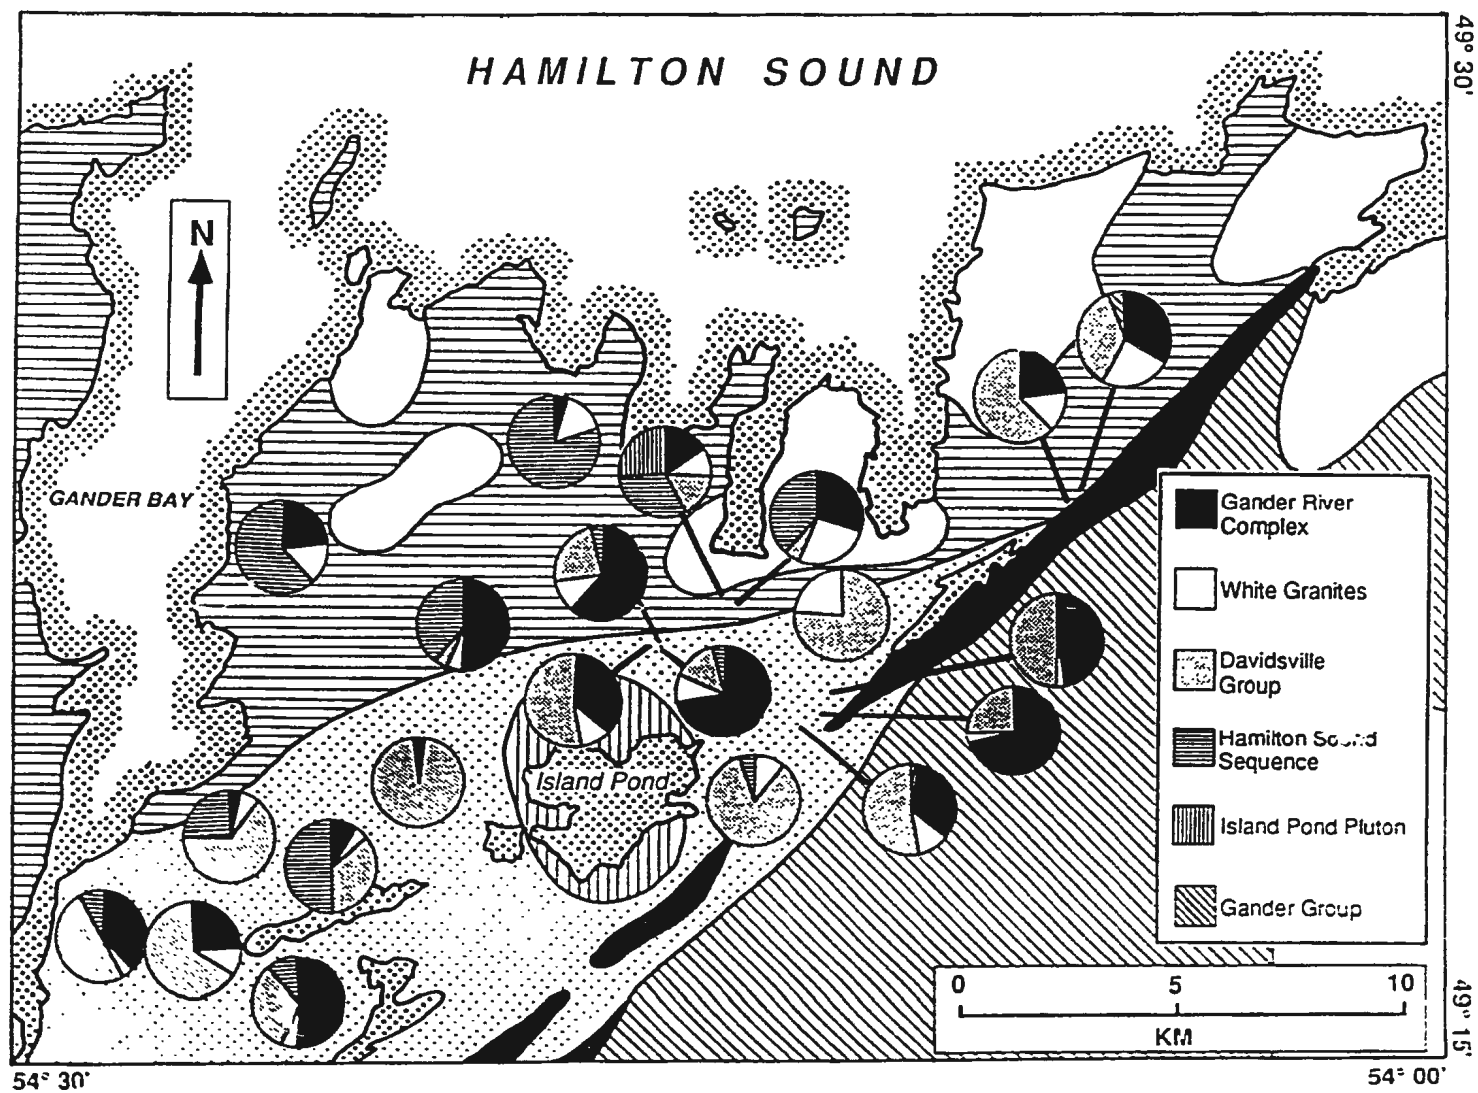 HAMILTON SOUND
49° 30'
N
GANDER BAY
Island Pond
Gander River
Complex
White Granites
Davidsville
Group
Hamilton
Sequence
Island Pond Pluton
Gander Group
0 5 10
KM
49° 15'
54° 30' 54° 00'